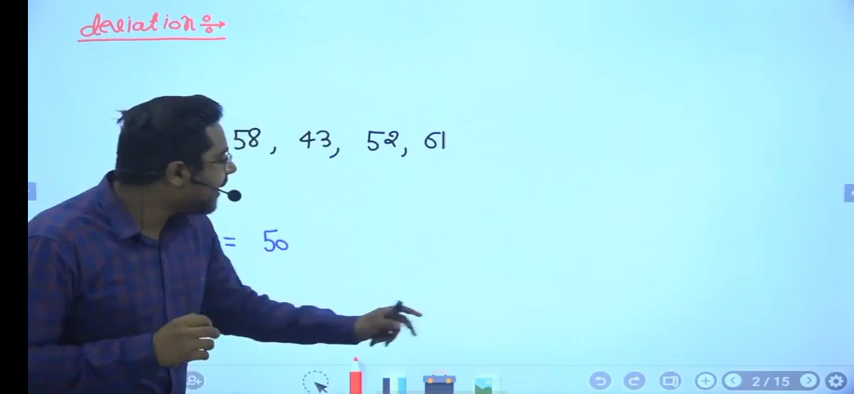 deviation :→
58, 43, 52, 61
= 50
2 / 15